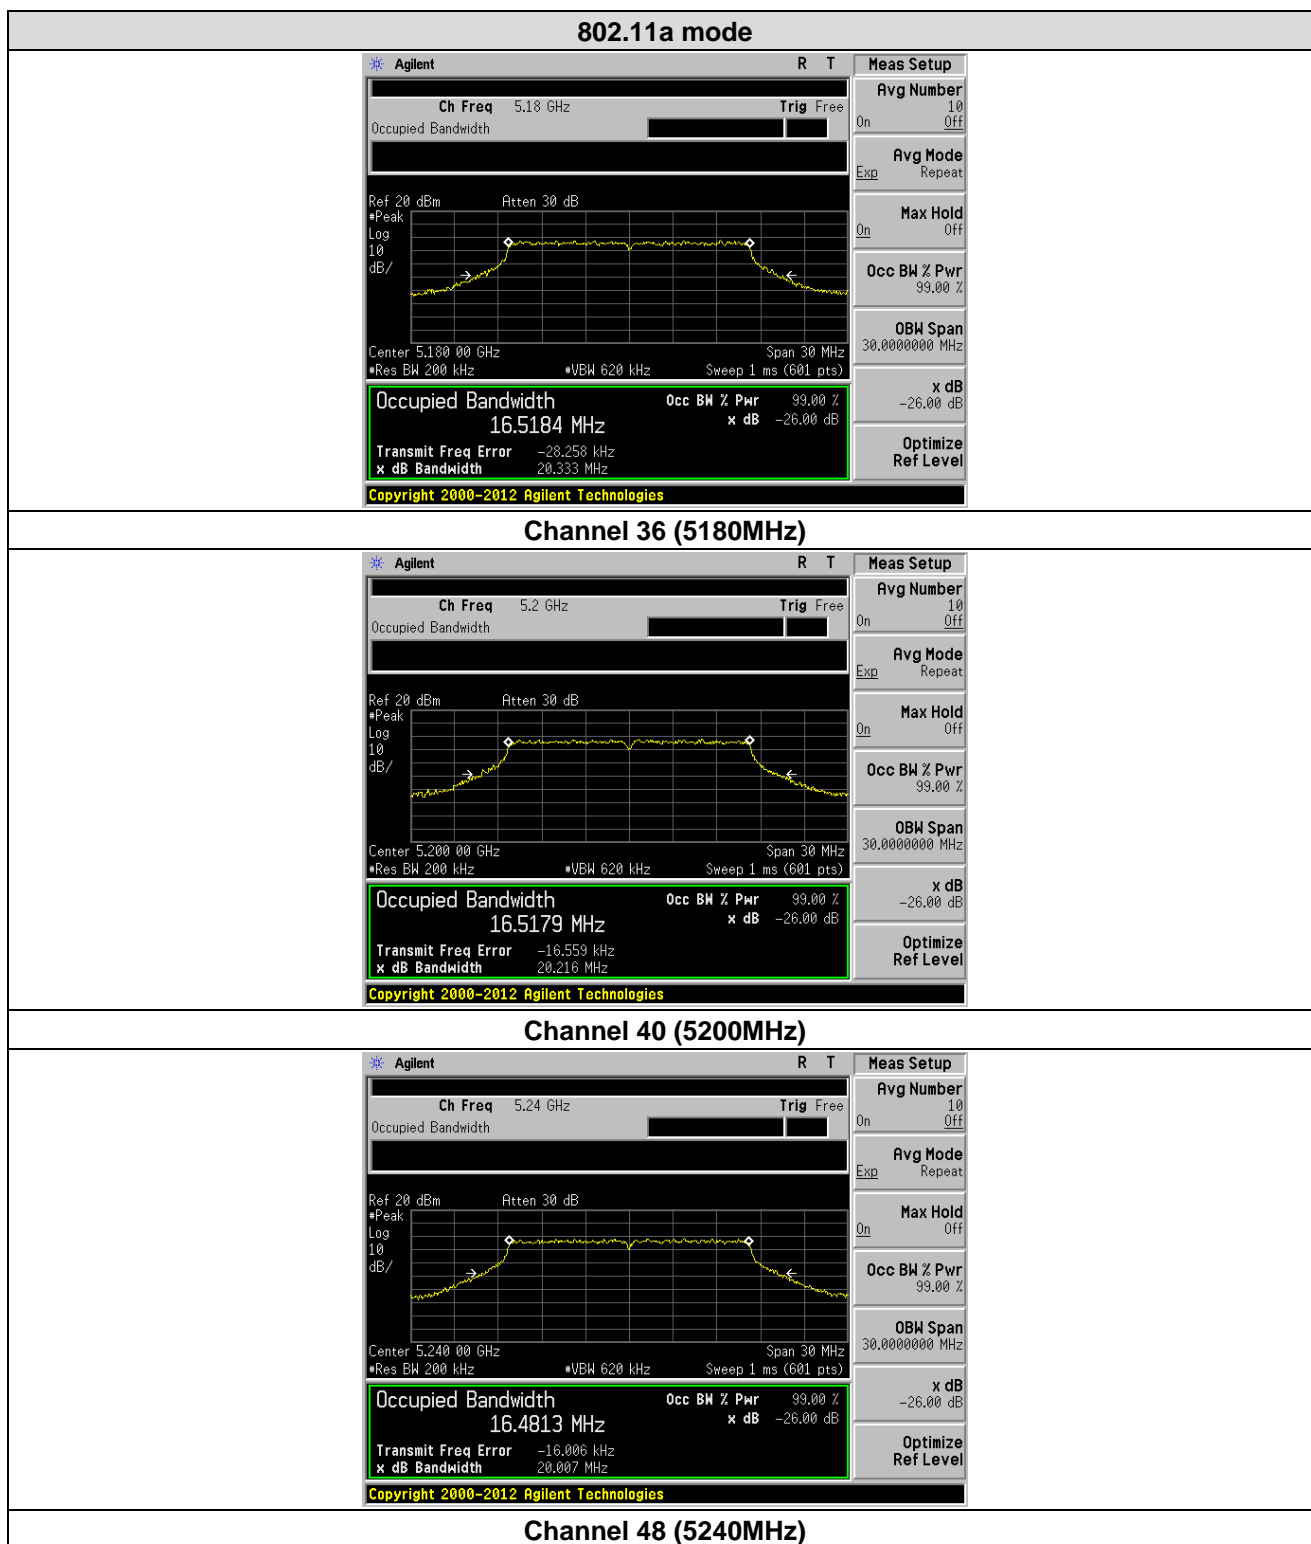 802.11a mode
Agilent R T Meas Setup
Avg Number
10
On Off
Ch Freq 5.18 GHz Trig Free
Occupied Bandwidth
Avg Mode
Exp Repeat
Ref 20 dBm Atten 30 dB
#Peak
Log
10
dB/
Max Hold
On Off
Occ BW % Pwr
99.00 %
OBW Span
30.0000000 MHz
Center 5.180 00 GHz Span 30 MHz
#Res BW 200 kHz #VBW 620 kHz Sweep 1 ms (601 pts)
x dB
-26.00 dB
Occupied Bandwidth Occ BW % Pwr 99.00 %
16.5184 MHz x dB -26.00 dB
Transmit Freq Error -28.258 kHz
x dB Bandwidth 20.333 MHz
Optimize
Ref Level
Copyright 2000-2012 Agilent Technologies
Channel 36 (5180MHz)
Agilent R T Meas Setup
Avg Number
10
On Off
Ch Freq 5.2 GHz Trig Free
Occupied Bandwidth
Avg Mode
Exp Repeat
Ref 20 dBm Atten 30 dB
#Peak
Log
10
dB/
Max Hold
On Off
Occ BW % Pwr
99.00 %
OBW Span
30.0000000 MHz
Center 5.200 00 GHz Span 30 MHz
#Res BW 200 kHz #VBW 620 kHz Sweep 1 ms (601 pts)
x dB
-26.00 dB
Occupied Bandwidth Occ BW % Pwr 99.00 %
16.5179 MHz x dB -26.00 dB
Transmit Freq Error -16.559 kHz
x dB Bandwidth 20.216 MHz
Optimize
Ref Level
Copyright 2000-2012 Agilent Technologies
Channel 40 (5200MHz)
Agilent R T Meas Setup
Avg Number
10
On Off
Ch Freq 5.24 GHz Trig Free
Occupied Bandwidth
Avg Mode
Exp Repeat
Ref 20 dBm Atten 30 dB
#Peak
Log
10
dB/
Max Hold
On Off
Occ BW % Pwr
99.00 %
OBW Span
30.0000000 MHz
Center 5.240 00 GHz Span 30 MHz
#Res BW 200 kHz #VBW 620 kHz Sweep 1 ms (601 pts)
x dB
-26.00 dB
Occupied Bandwidth Occ BW % Pwr 99.00 %
16.4813 MHz x dB -26.00 dB
Transmit Freq Error -16.006 kHz
x dB Bandwidth 20.007 MHz
Optimize
Ref Level
Copyright 2000-2012 Agilent Technologies
Channel 48 (5240MHz)